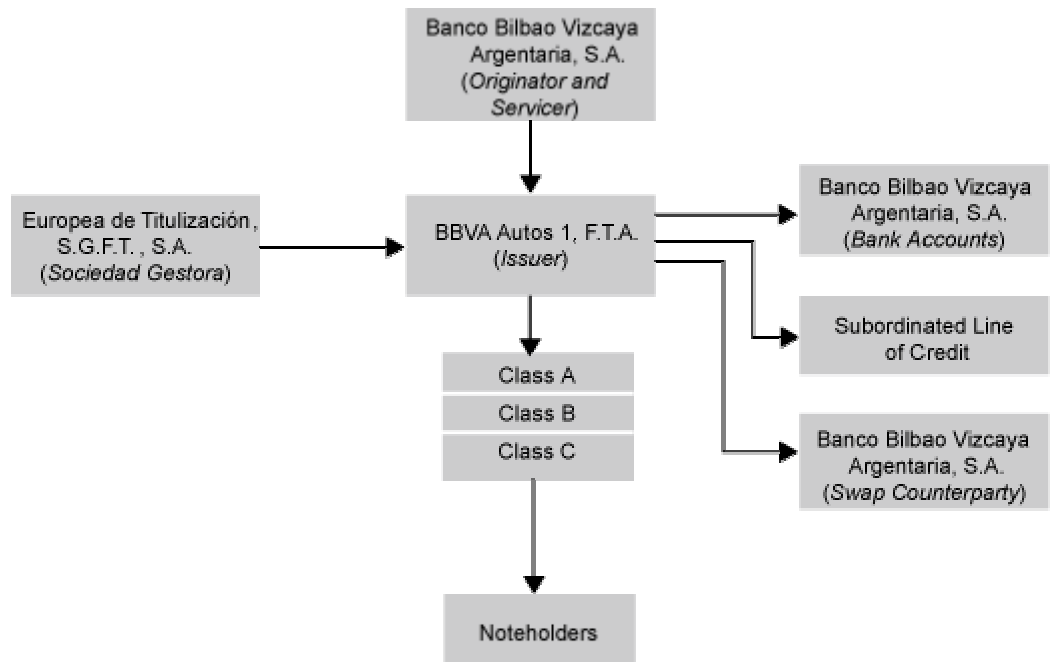 Banco Bilbao Vizcaya
Argentaria, S.A.
(Originator and
Servicer)
Europea de Titulización,
S.G.F.T. , S.A.
(Sociedad Gestora)
BBVA Autos 1, F.T.A.
(Issuer)
Banco Bilbao Vizcaya
Argentaria, S.A.
(Bank Accounts)
Subordinated Line
of Credit
Banco Bilbao Vizcaya
Argentaria, S.A.
(Swap Counterparty)
Class A
Class B
Class C
Noteholders